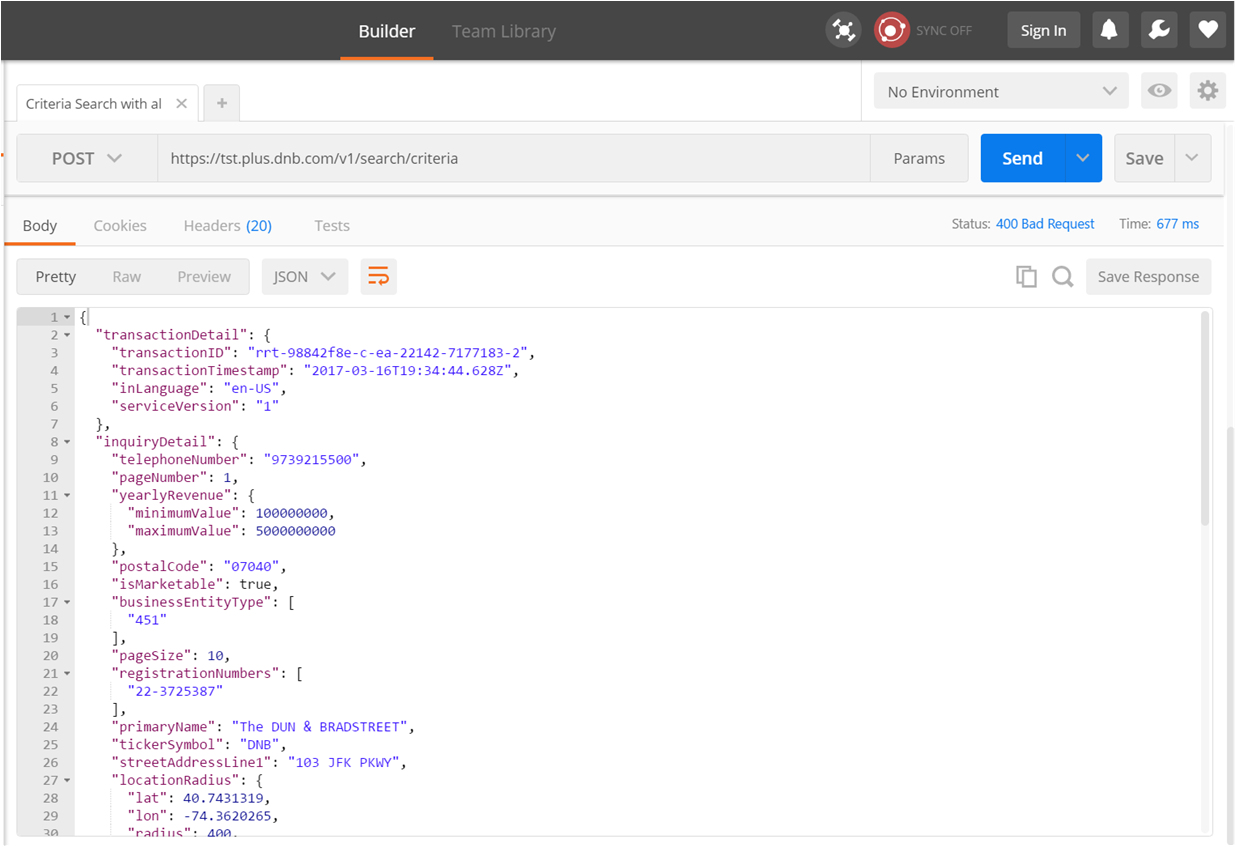 Builder Team Library SYNC OFF Sign In
Criteria Search with al × + No Environment
POST https://tst.plus.dnb.com/v1/search/criteria Params Send Save
Body Cookies Headers (20) Tests Status: 400 Bad Request Time: 677 ms
Pretty Raw Preview JSON Save Response
1 {
2 "transactionDetail": {
3 "transactionID": "rrt-98842f8e-c-ea-22142-7177183-2",
4 "transactionTimestamp": "2017-03-16T19:34:44.628Z",
5 "inLanguage": "en-US",
6 "serviceVersion": "1"
7 },
8 "inquiryDetail": {
9 "telephoneNumber": "9739215500",
10 "pageNumber": 1,
11 "yearlyRevenue": {
12 "minimumValue": 100000000,
13 "maximumValue": 5000000000
14 },
15 "postalCode": "07040",
16 "isMarketable": true,
17 "businessEntityType": [
18 "451"
19 ],
20 "pageSize": 10,
21 "registrationNumbers": [
22 "22-3725387"
23 ],
24 "primaryName": "The DUN & BRADSTREET",
25 "tickerSymbol": "DNB",
26 "streetAddressLine1": "103 JFK PKWY",
27 "locationRadius": {
28 "lat": 40.7431319,
29 "lon": -74.3620265,
30 "radius": 400,